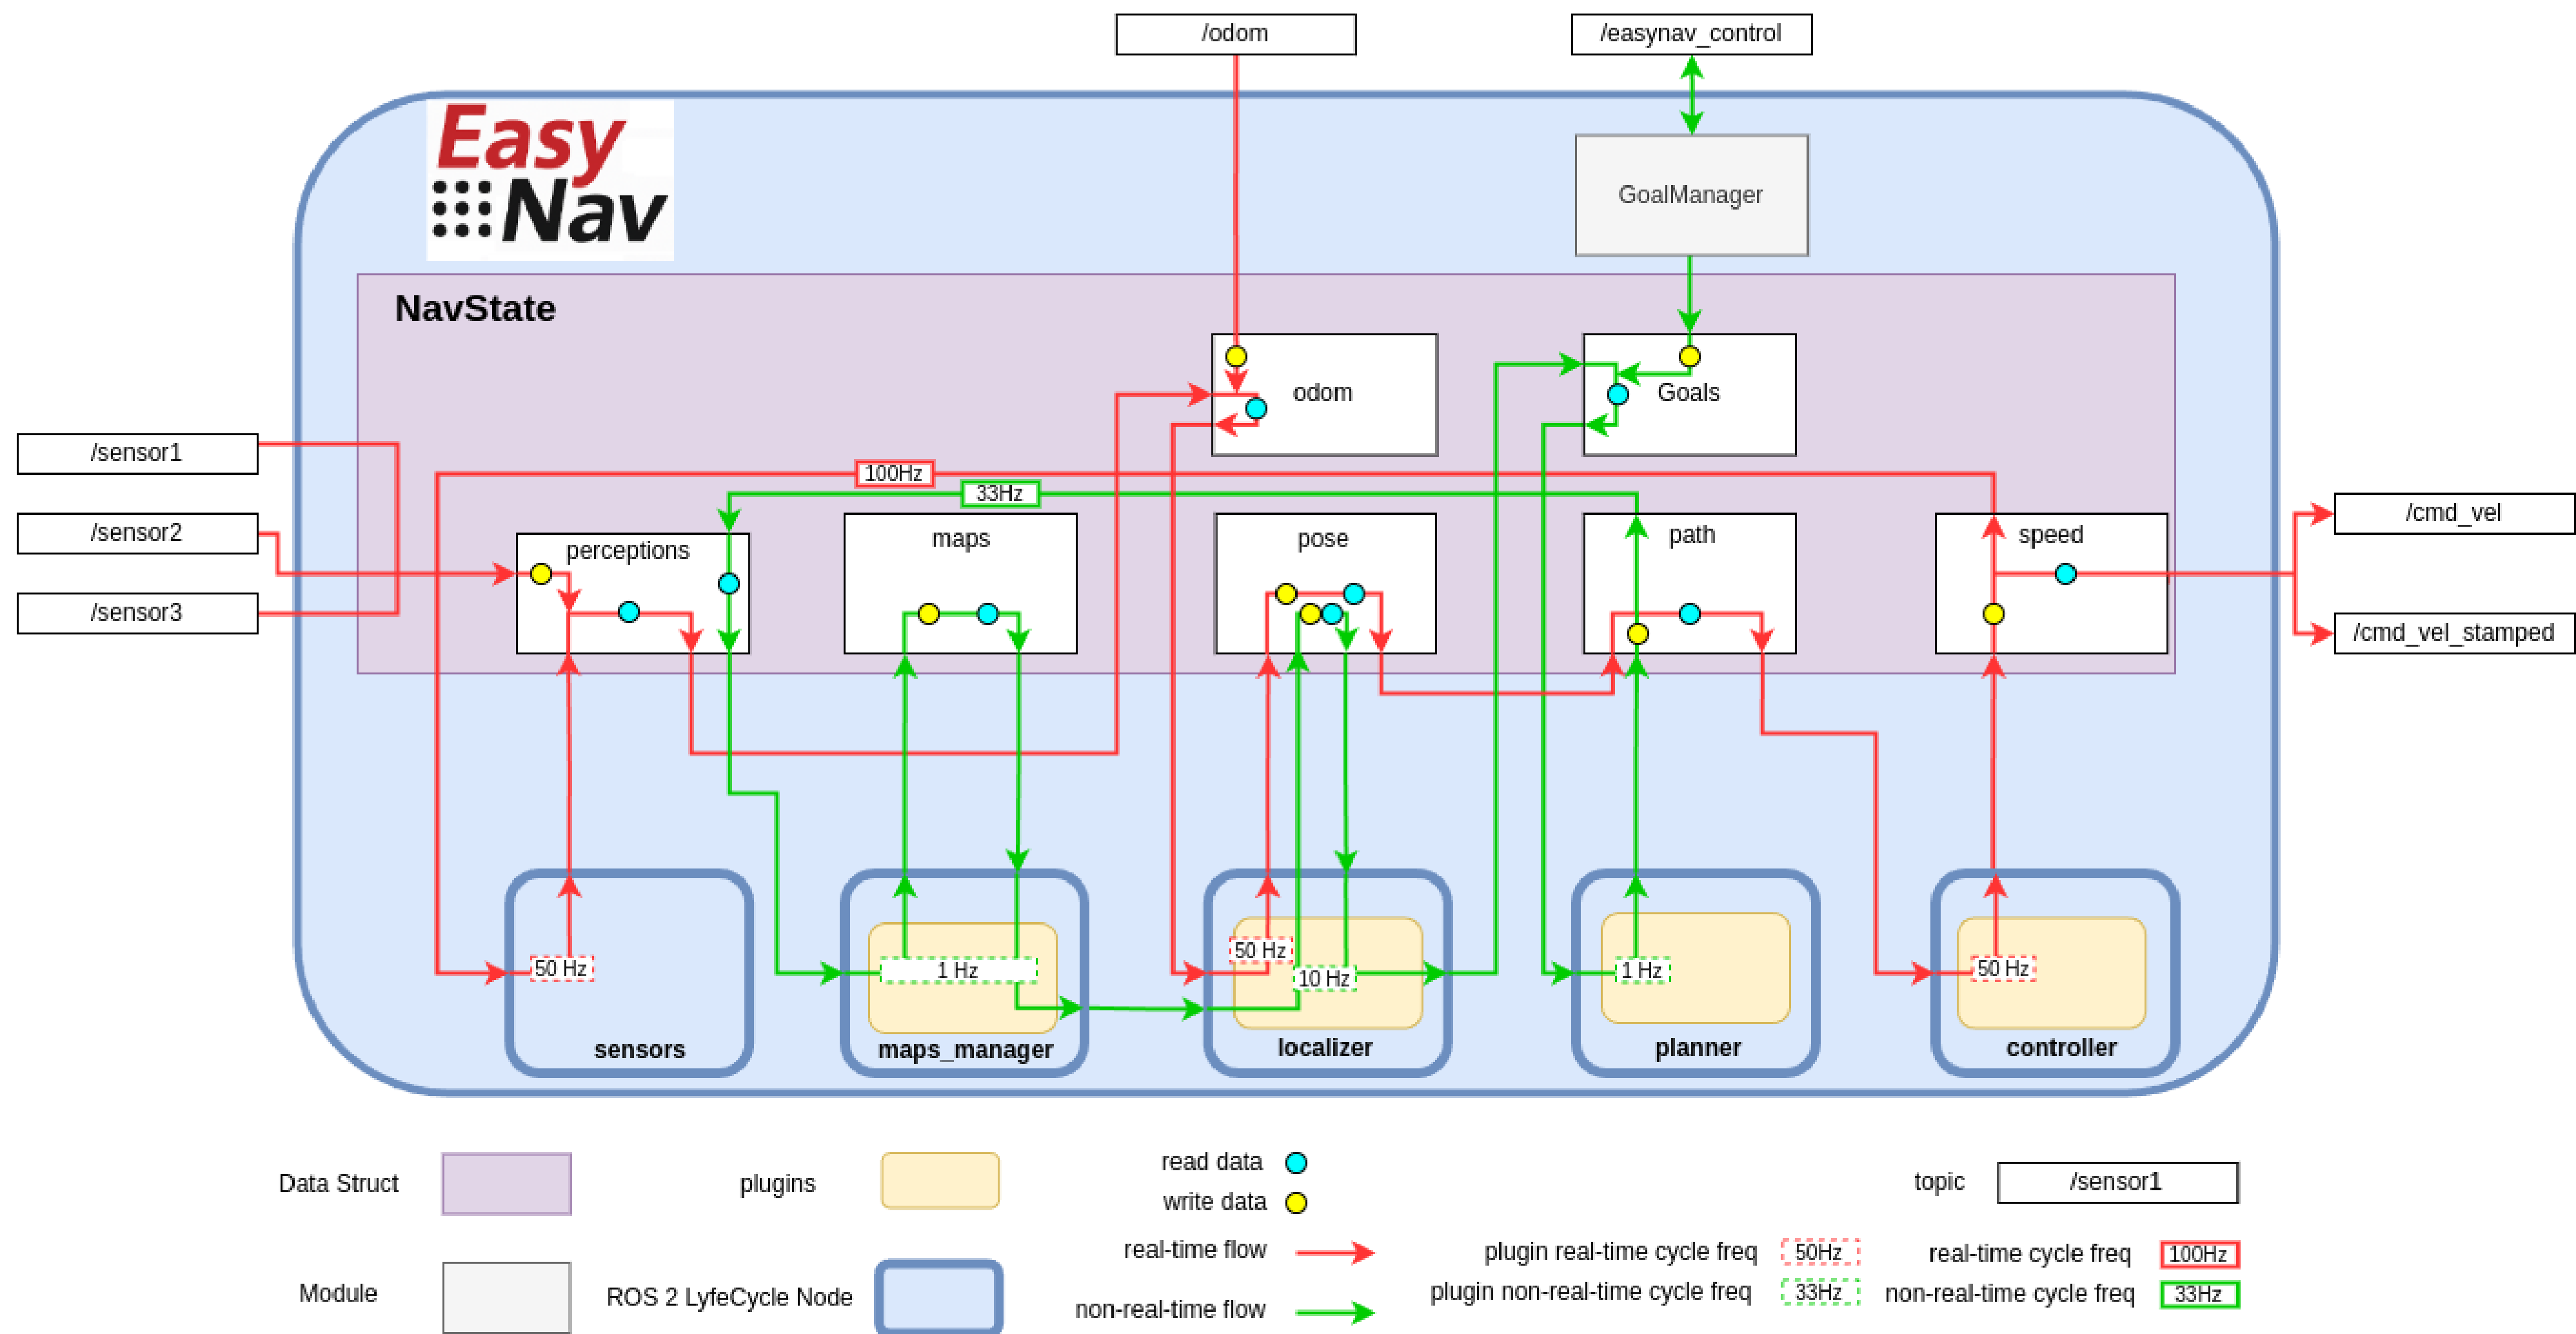 /odom
/easynav_control
Easy
Nav
GoalManager
NavState
odom
Goals
/sensor1
/sensor2
/sensor3
100Hz
33Hz
perceptions
maps
pose
path
speed
/cmd_vel
/cmd_vel_stamped
50 Hz
1 Hz
50 Hz
10 Hz
1 Hz
50 Hz
sensors
maps_manager
localizer
planner
controller
Data Struct
plugins
read data
write data
topic
/sensor1
Module
ROS 2 LyfeCycle Node
real-time flow
non-real-time flow
plugin real-time cycle freq
50Hz
plugin non-real-time cycle freq
33Hz
real-time cycle freq
100Hz
non-real-time cycle freq
33Hz